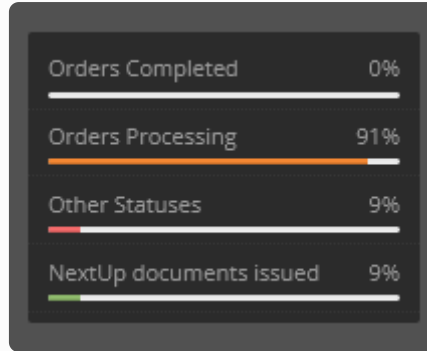 Orders Completed 0%
Orders Processing 91%
Other Statuses 9%
NextUp documents issued 9%